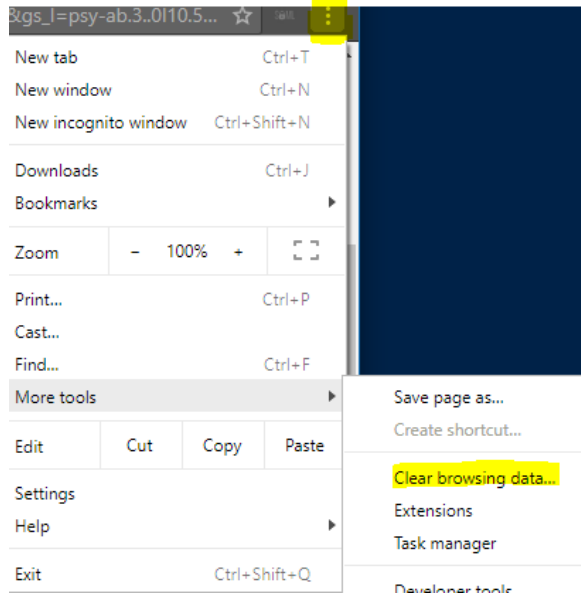 &gs_l=psy-ab.3..0l10.5...
New tab Ctrl+T
New window Ctrl+N
New incognito window Ctrl+Shift+N
Downloads Ctrl+J
Bookmarks
Zoom - 100% +
Print... Ctrl+P
Cast...
Find... Ctrl+F
More tools
Save page as...
Create shortcut...
Edit Cut Copy Paste
Clear browsing data...
Settings
Extensions
Help
Task manager
Exit Ctrl+Shift+Q
Developer tools